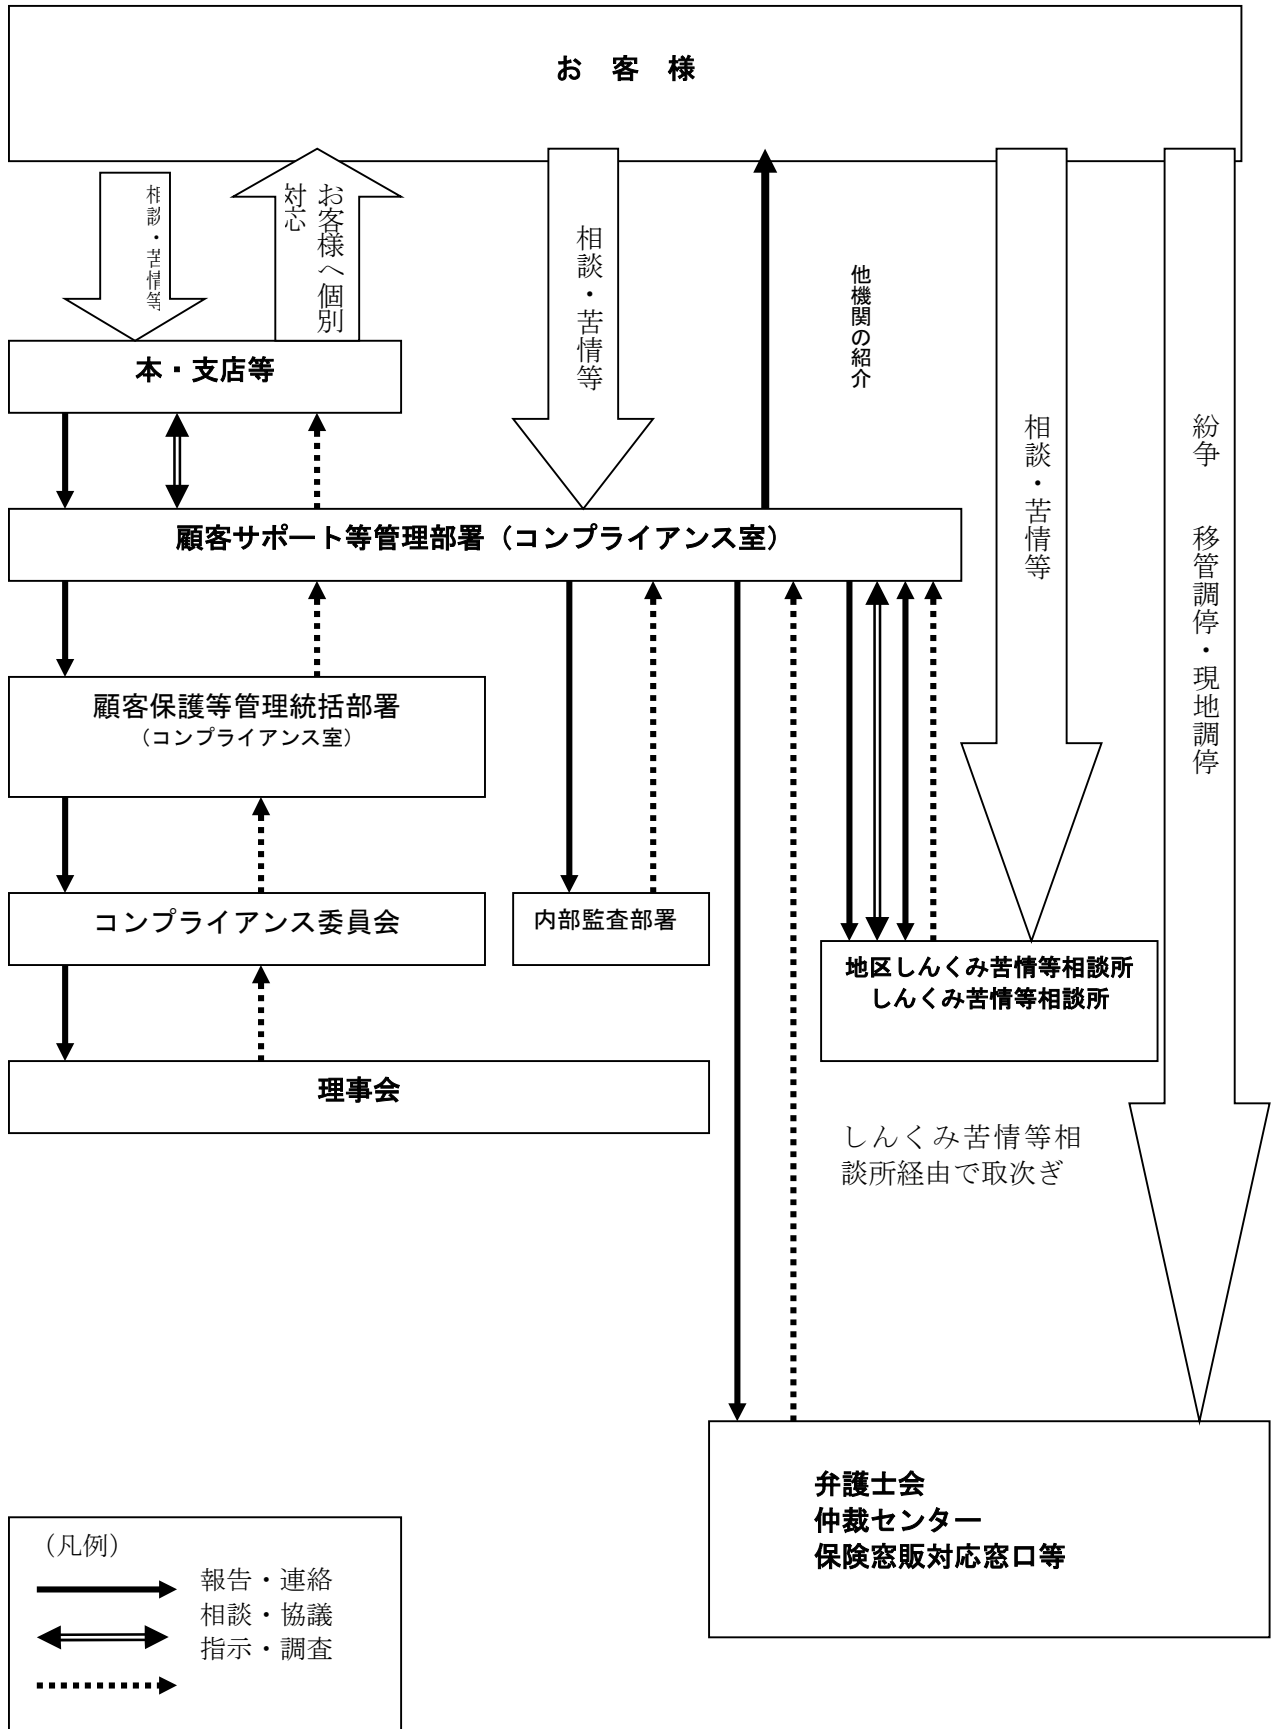 お 客 様
相談・苦情等
お客様へ個別
対応
相談・苦情等
他機関の紹介
相談・苦情等
紛争 移管調停・現地調停
本・支店等
顧客サポート等管理部署（コンプライアンス室）
顧客保護等管理統括部署
（コンプライアンス室）
コンプライアンス委員会
内部監査部署
地区しんくみ苦情等相談所
しんくみ苦情等相談所
理事会
しんくみ苦情等相
談所経由で取次ぎ
弁護士会
仲裁センター
保険窓販対応窓口等
（凡例）
報告・連絡
相談・協議
指示・調査